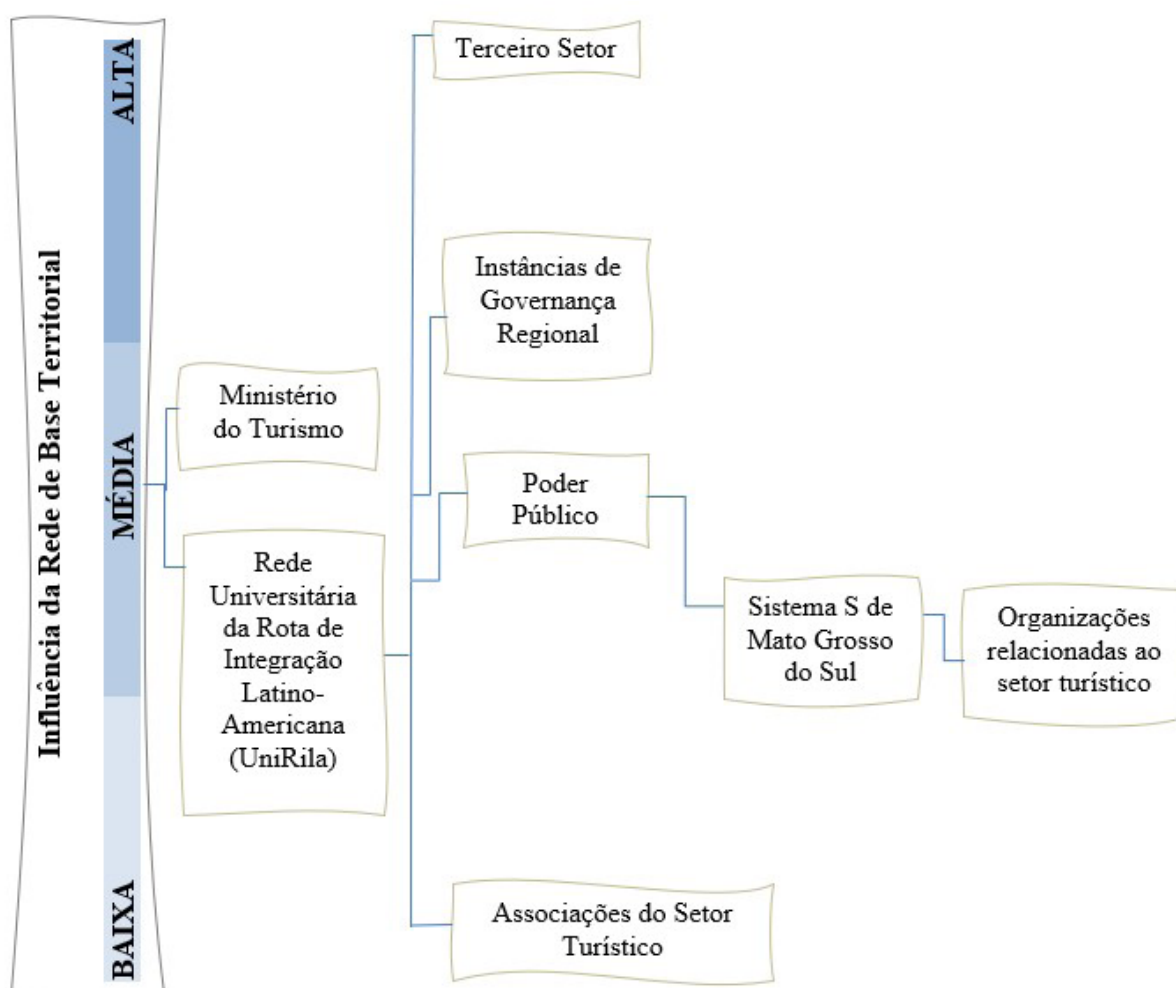 Influência da Rede de Base Territorial
ALTA
MÉDIA
BAIXA
Ministério
do Turismo
Rede
Universitária
da Rota de
Integração
Latino-
Americana
(UniRila)
Terceiro Setor
Instâncias de
Governança
Regional
Poder
Público
Sistema S de
Mato Grosso
do Sul
Organizações
relacionadas ao
setor turístico
Associações do Setor
Turístico